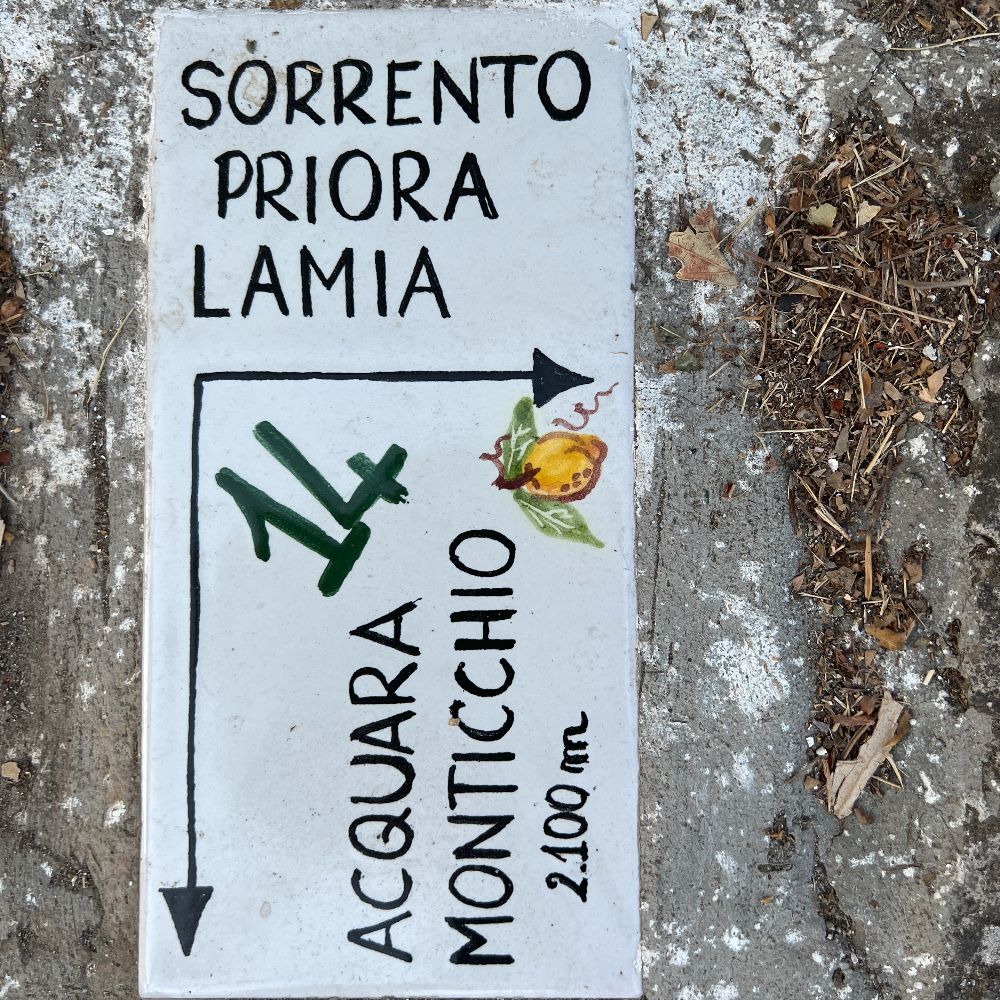 SORRENTO
PRIORA
LAMIA
14
ACQUARA
MONTICCHIO
2.100 m